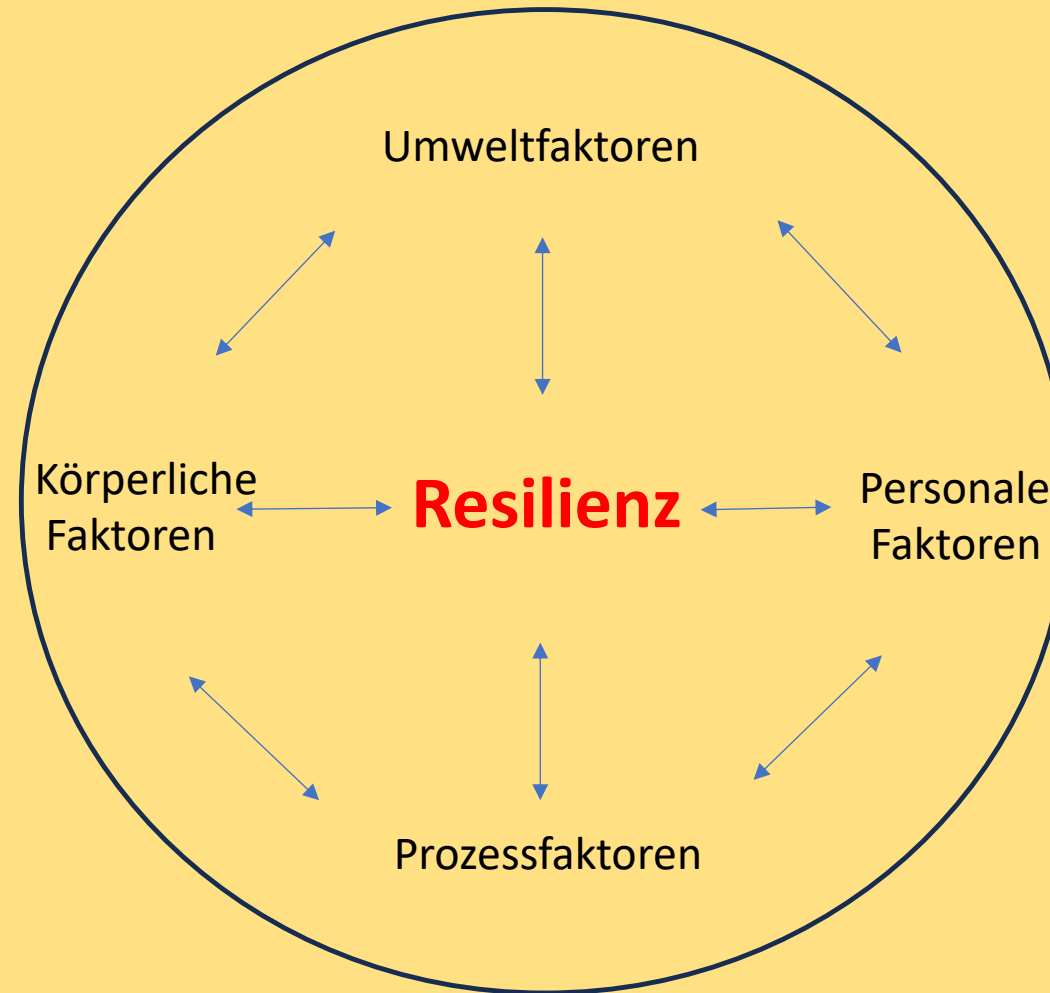 Umweltfaktoren
Körperliche
Faktoren
Resilienz
Personale
Faktoren
Prozessfaktoren